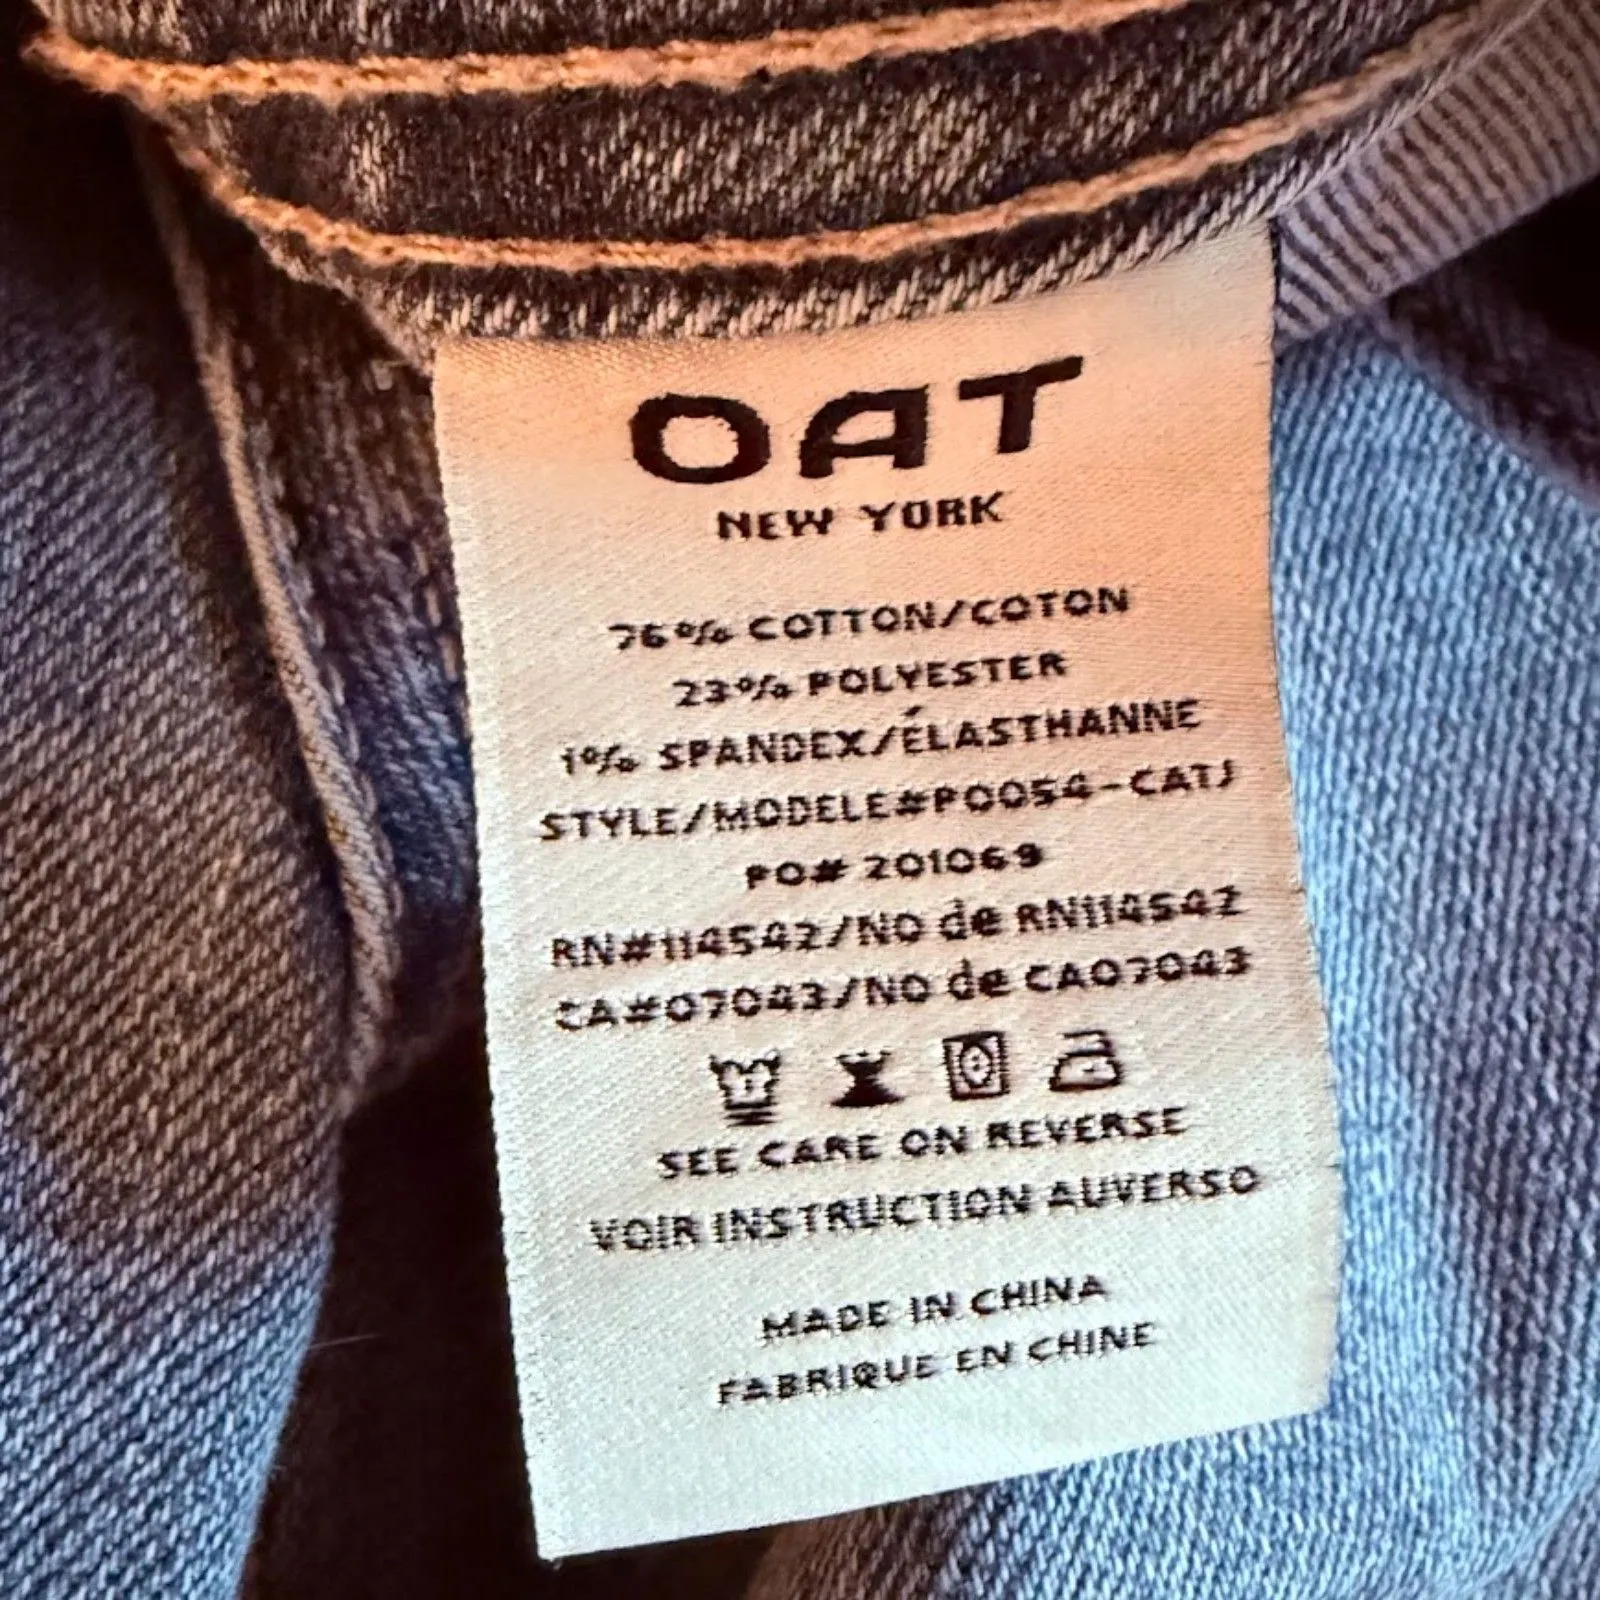 OAT
NEW YORK
76% COTTON/COTON
23% POLYESTER
1% SPANDEX/ÉLASTHANNE
STYLE/MODELE#P0054-CATJ
PO# 201069
RN#114542/NO de RN114542
CA#07043/NO de CA07043
SEE CARE ON REVERSE
VOIR INSTRUCTION AUVERSO
MADE IN CHINA
FABRIQUE EN CHINE